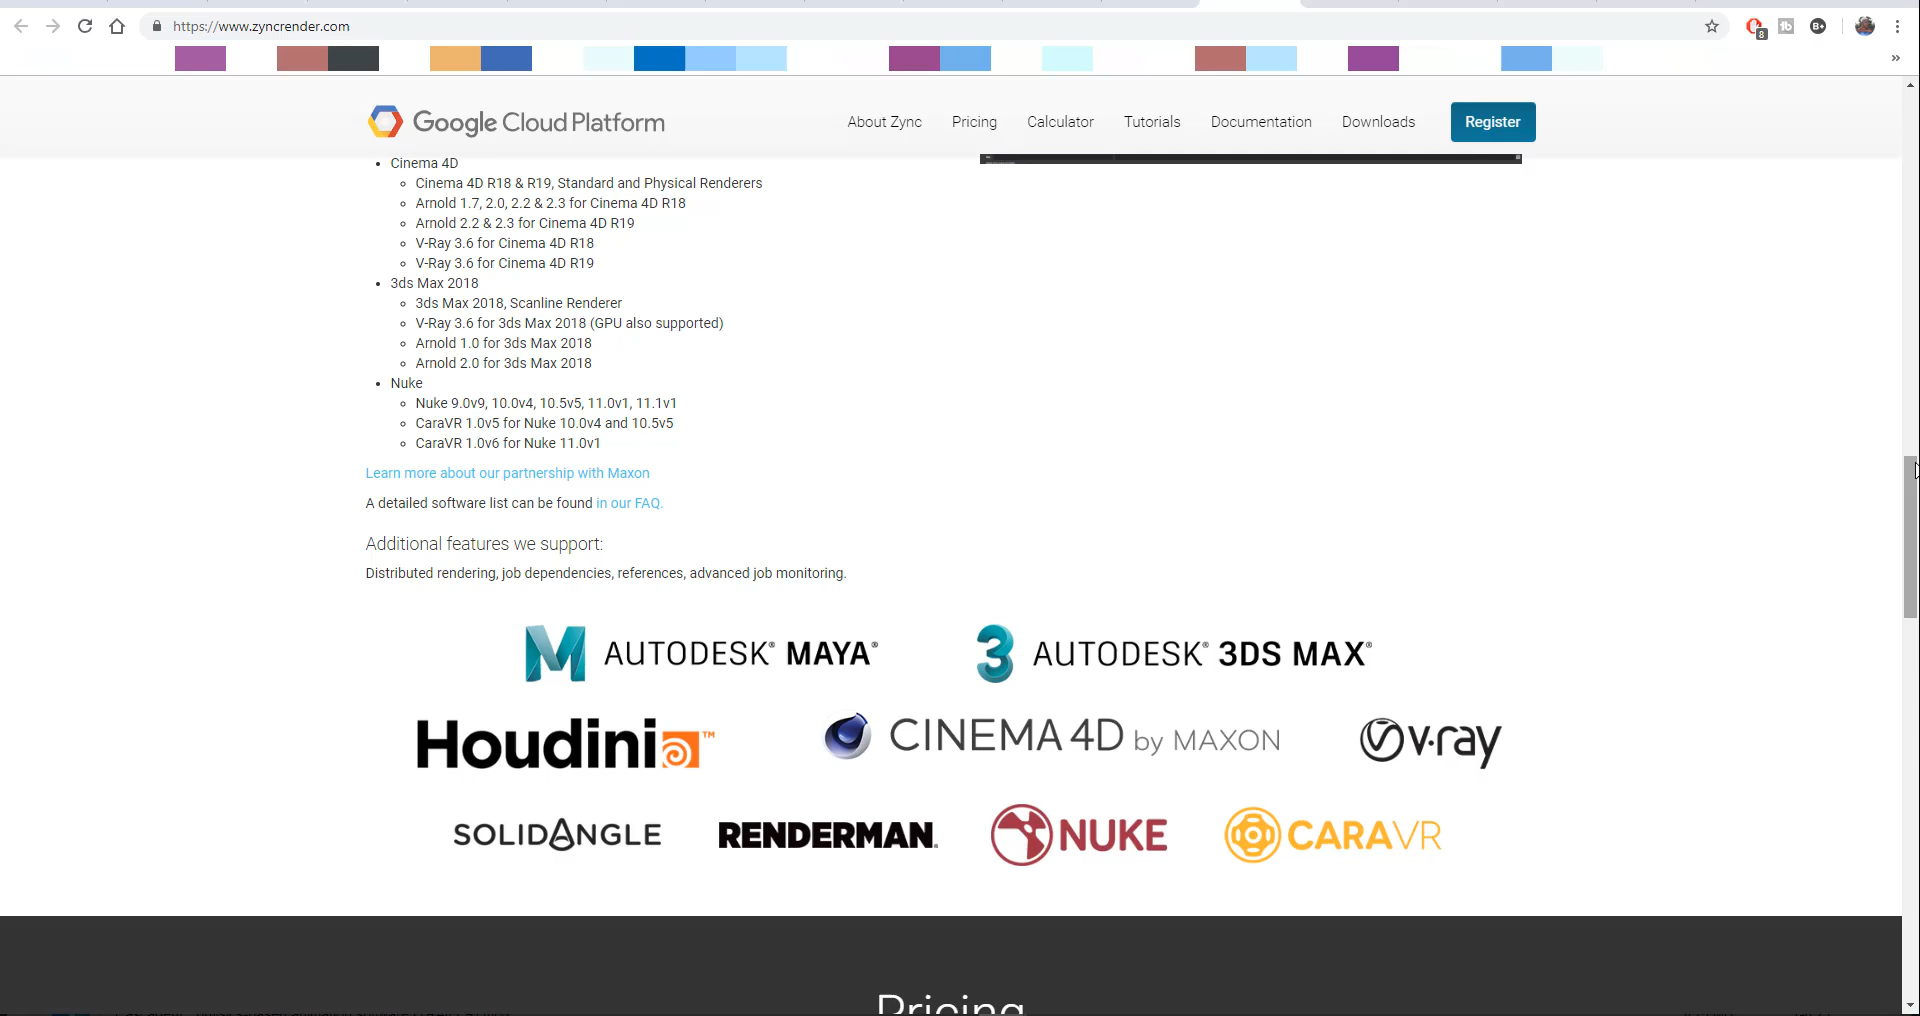 https://www.zyncrender.com
8
tb
B+
»
Google Cloud Platform
About Zync
Pricing
Calculator
Tutorials
Documentation
Downloads
Register
Cinema 4D
Cinema 4D R18 & R19, Standard and Physical Renderers
Arnold 1.7, 2.0, 2.2 & 2.3 for Cinema 4D R18
Arnold 2.2 & 2.3 for Cinema 4D R19
V-Ray 3.6 for Cinema 4D R18
V-Ray 3.6 for Cinema 4D R19
3ds Max 2018
3ds Max 2018, Scanline Renderer
V-Ray 3.6 for 3ds Max 2018 (GPU also supported)
Arnold 1.0 for 3ds Max 2018
Arnold 2.0 for 3ds Max 2018
Nuke
Nuke 9.0v9, 10.0v4, 10.5v5, 11.0v1, 11.1v1
CaraVR 1.0v5 for Nuke 10.0v4 and 10.5v5
CaraVR 1.0v6 for Nuke 11.0v1
Learn more about our partnership with Maxon
A detailed software list can be found in our FAQ.
Additional features we support:
Distributed rendering, job dependencies, references, advanced job monitoring.
AUTODESK® MAYA®
3 AUTODESK® 3DS MAX®
Houdini™
CINEMA 4D by MAXON
v·ray
SOLIDANGLE
RENDERMAN.
NUKE
CARAVR
Pricing